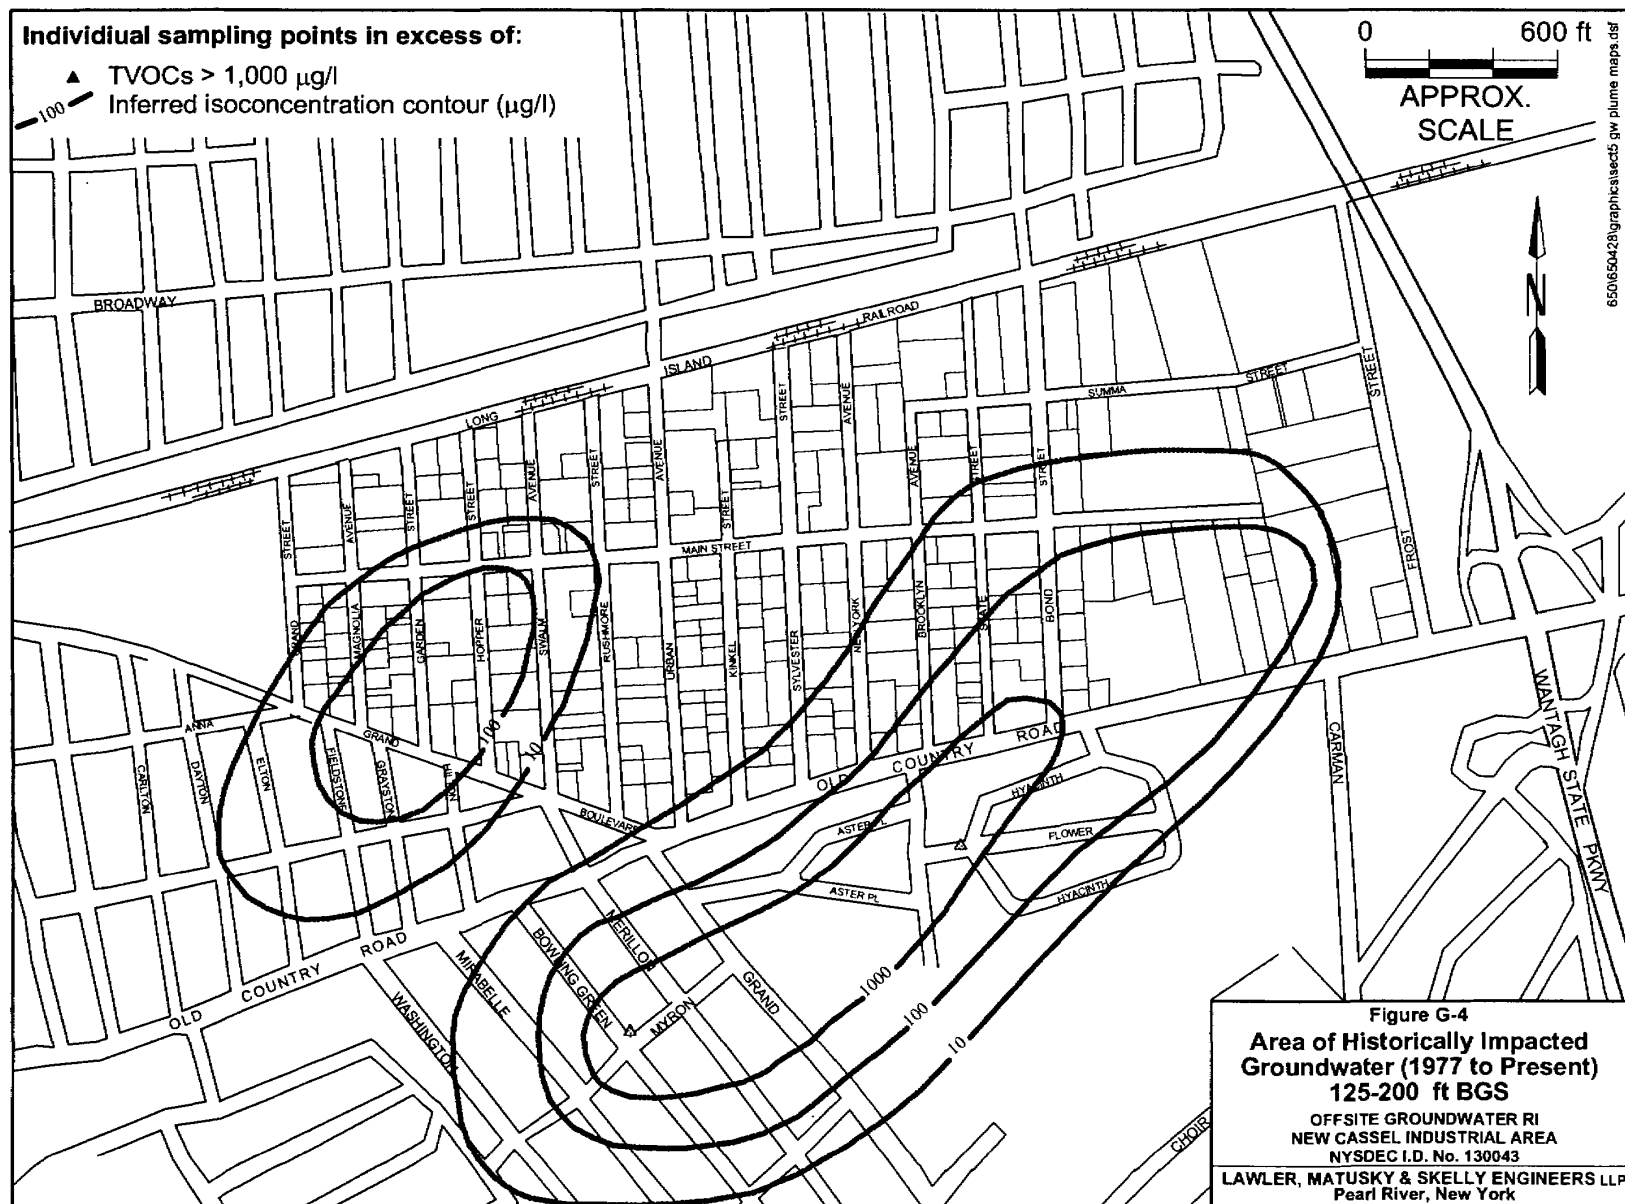 Individiual sampling points in excess of:
TVOCs > 1,000 µg/l
100 Inferred isoconcentration contour (µg/l)
0 600 ft
APPROX.
SCALE
650\650428\graphics\sect5 gw plume maps.dsf
N
BROADWAY
LONG
ISLAND
RAILROAD
SUMMA
STREET
STREET
STREET
AVENUE
STREET
STREET
AVENUE
STREET
AVENUE
STREET
STREET
AVENUE
AVENUE
STREET
STREET
MAIN STREET
FROST
GRAND
MAGNOLIA
GARDEN
HOPPER
SWALM
RUSHMORE
URBAN
KINKEL
SYLVESTER
NEW YORK
BROOKLYN
STATE
BOND
WANTAGH STATE PKWY
CARMAN
ANNA
GRAND
BOULEVARD
CARLTON
DAYTON
ELTON
FIELDSTONE
GRAYSTONE
100
10
OLD COUNTRY ROAD
HYACINTH
ASTER PL
FLOWER
ASTER PL
HYACINTH
OLD COUNTRY ROAD
WASHINGTON
MIRABELLE
BOWLING GREEN
MYRON
GRAND
1000
100
10
CHOIR
Figure G-4
Area of Historically Impacted
Groundwater (1977 to Present)
125-200 ft BGS
OFFSITE GROUNDWATER RI
NEW CASSEL INDUSTRIAL AREA
NYSDEC I.D. No. 130043
LAWLER, MATUSKY & SKELLY ENGINEERS LLP
Pearl River, New York